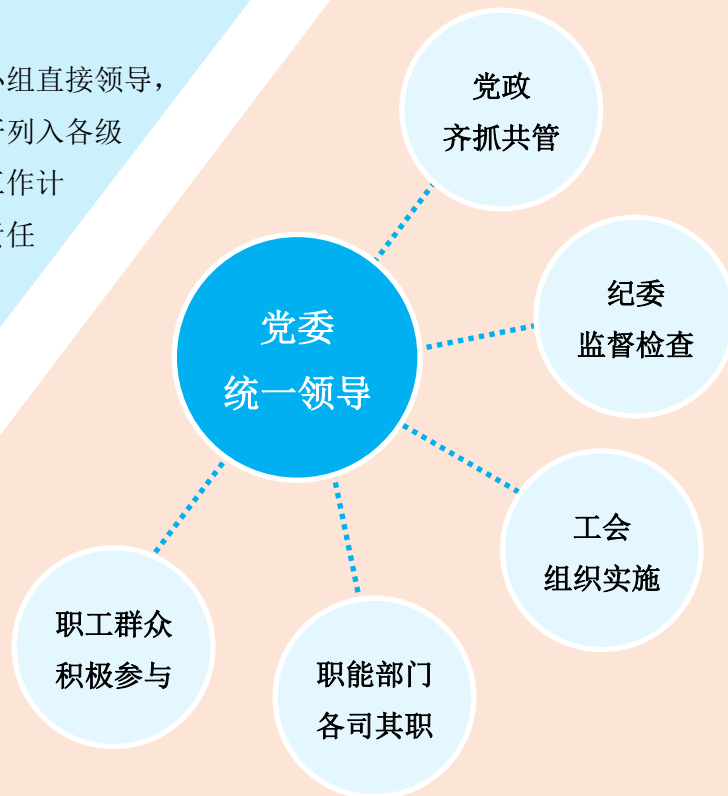 组直接领导，
列入各级
工作计
责任
党政
齐抓共管
纪委
监督检查
党委
统一领导
工会
组织实施
职工群众
积极参与
职能部门
各司其职